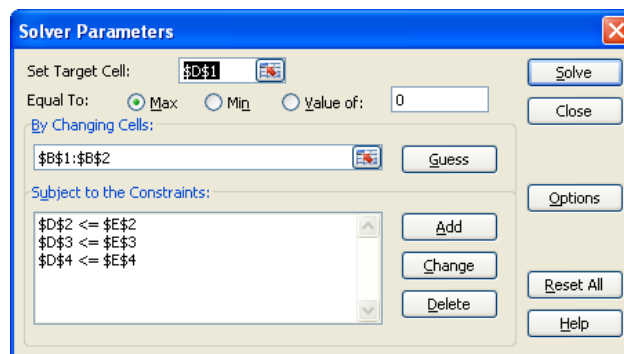 Solver Parameters
Set Target Cell: $D$1 Solve
Equal To: Max Min Value of: 0 Close
By Changing Cells:
$B$1:$B$2 Guess
Subject to the Constraints: Options
$D$2 <= $E$2 Add
$D$3 <= $E$3
$D$4 <= $E$4 Change
Reset All
Delete
Help